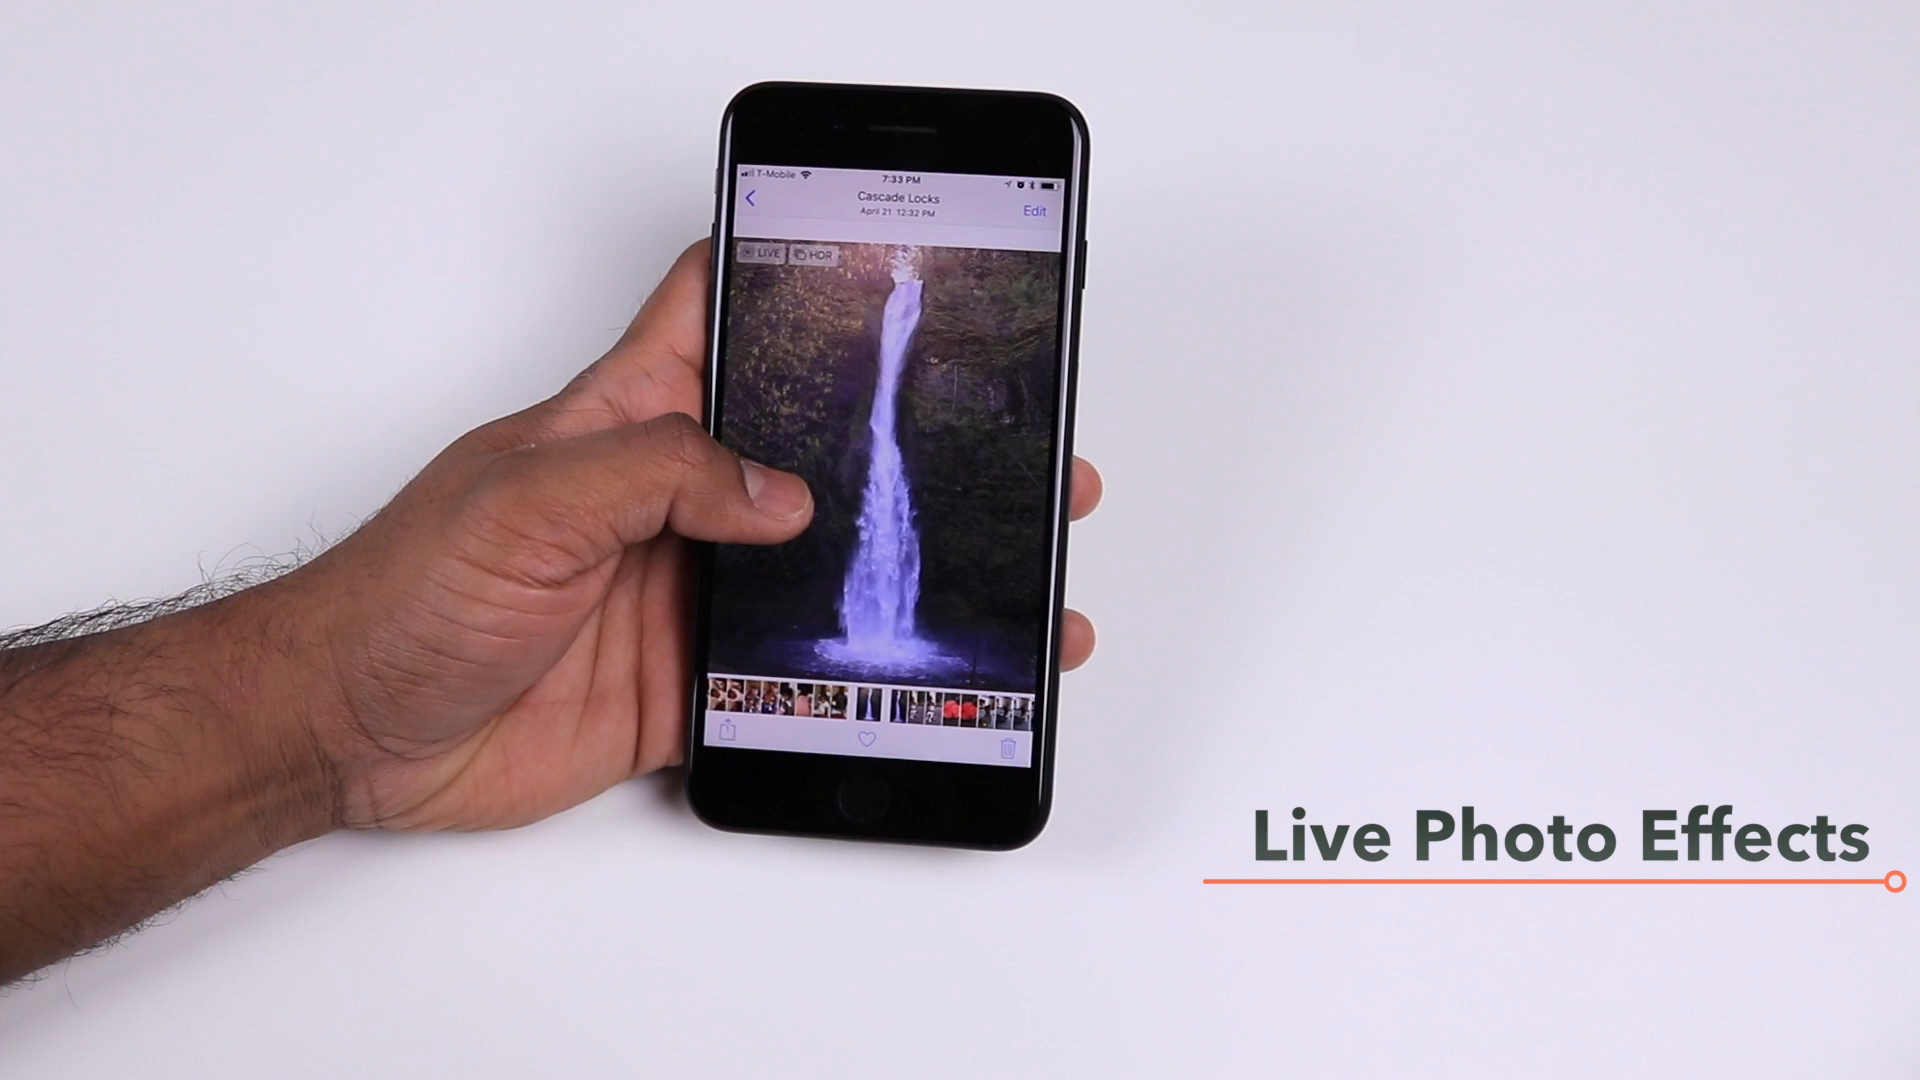 T-Mobile 7:33 PM
Cascade Locks
April 21 12:32 PM
Edit
LIVE HDR
Live Photo Effects